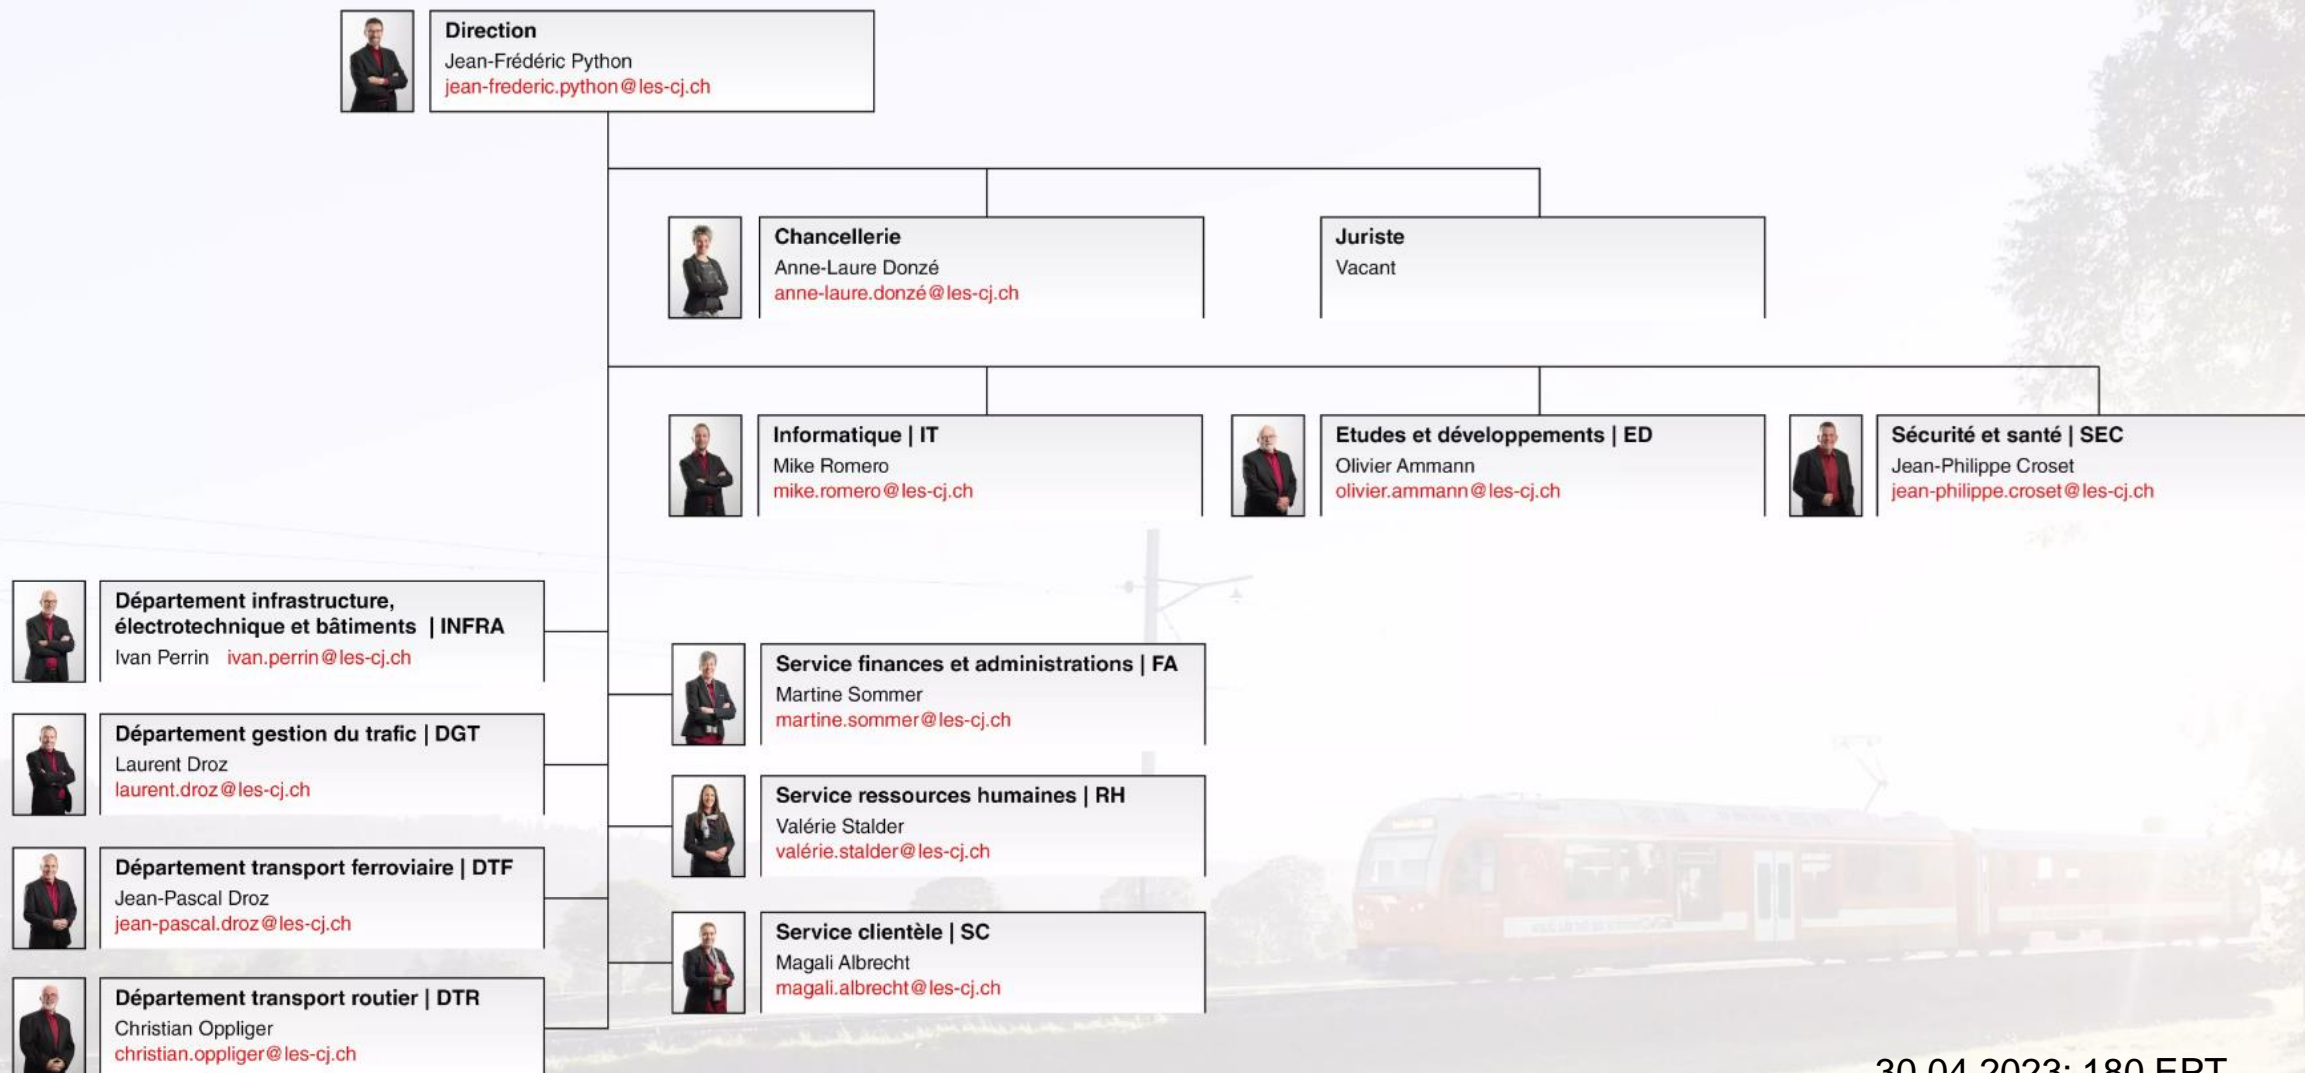 Direction
Jean-Frédéric Python
jean-frederic.python@les-cj.ch
Chancellerie
Anne-Laure Donzé
anne-laure.donzé@les-cj.ch
Juriste
Vacant
Informatique | IT
Mike Romero
mike.romero@les-cj.ch
Etudes et développements | ED
Olivier Ammann
olivier.ammann@les-cj.ch
Sécurité et santé | SEC
Jean-Philippe Croset
jean-philippe.croset@les-cj.ch
Département infrastructure,
électrotechnique et bâtiments | INFRA
Ivan Perrin ivan.perrin@les-cj.ch
Département gestion du trafic | DGT
Laurent Droz
laurent.droz@les-cj.ch
Département transport ferroviaire | DTF
Jean-Pascal Droz
jean-pascal.droz@les-cj.ch
Département transport routier | DTR
Christian Oppliger
christian.oppliger@les-cj.ch
Service finances et administrations | FA
Martine Sommer
martine.sommer@les-cj.ch
Service ressources humaines | RH
Valérie Stalder
valérie.stalder@les-cj.ch
Service clientèle | SC
Magali Albrecht
magali.albrecht@les-cj.ch
30.04.2023: 180 EPT